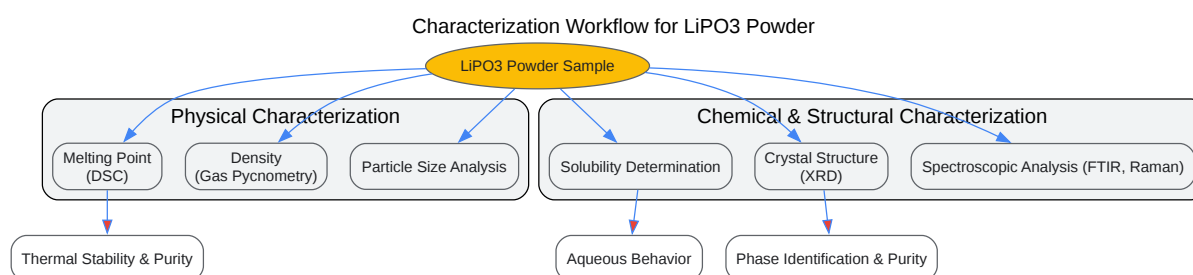 Characterization Workflow for LiPO3 Powder
LiPO3 Powder Sample
Physical Characterization
Chemical & Structural Characterization
Melting Point
(DSC)
Density
(Gas Pycnometry)
Particle Size Analysis
Solubility Determination
Crystal Structure
(XRD)
Spectroscopic Analysis (FTIR, Raman)
Thermal Stability & Purity
Aqueous Behavior
Phase Identification & Purity